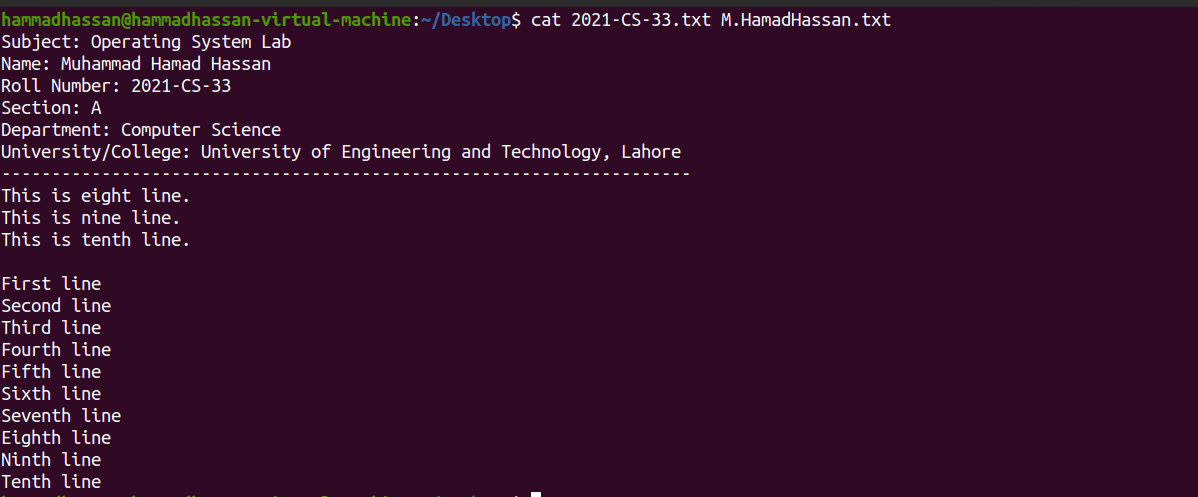 hammadhassan@hammadhassan-virtual-machine:~/Desktop$ cat 2021-CS-33.txt M.HamadHassan.txt
Subject: Operating System Lab
Name: Muhammad Hamad Hassan
Roll Number: 2021-CS-33
Section: A
Department: Computer Science
University/College: University of Engineering and Technology, Lahore
---------------------------------------------------------------------
This is eight line.
This is nine line.
This is tenth line.

First line
Second line
Third line
Fourth line
Fifth line
Sixth line
Seventh line
Eighth line
Ninth line
Tenth line